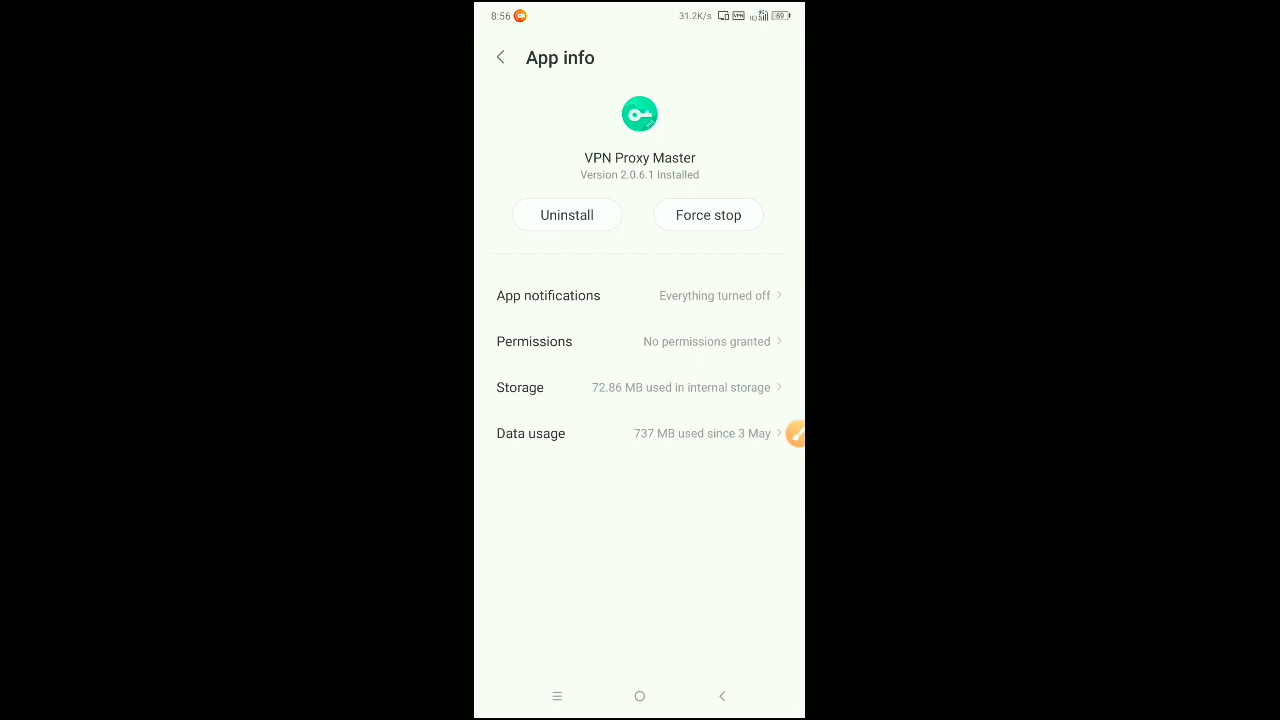 8:56 31.2K/s VPN 69
App info
VPN Proxy Master
Version 2.0.6.1 Installed
Uninstall Force stop
App notifications Everything turned off
Permissions No permissions granted
Storage 72.86 MB used in internal storage
Data usage 737 MB used since 3 May